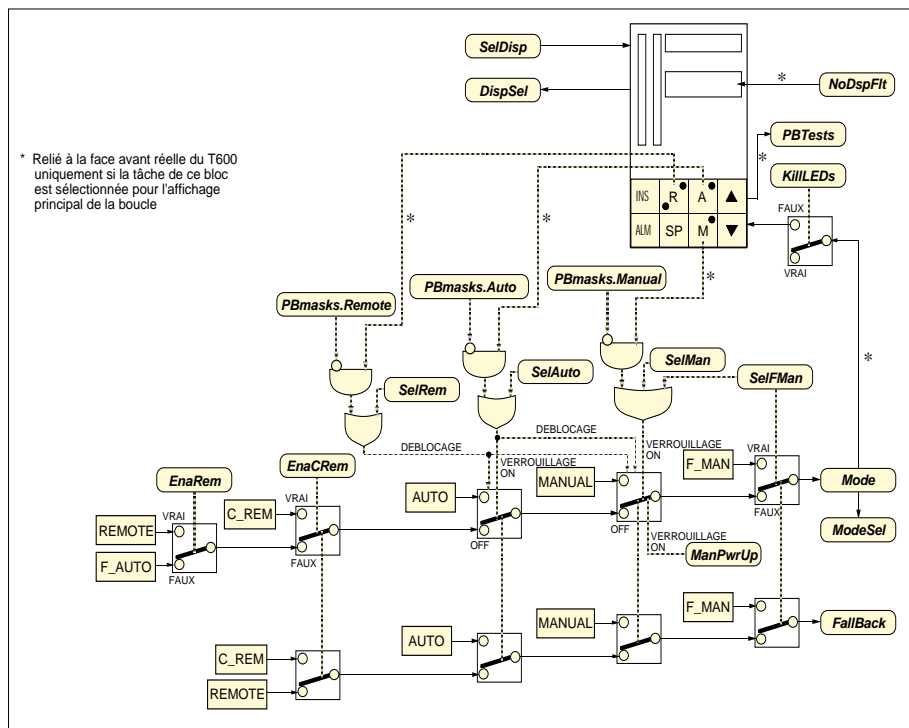 SelDisp
DispSel
NoDspFlt
*
PBTests
*
* Relié à la face avant réelle du T600
uniquement si la tâche de ce bloc
est sélectionnée pour l'affichage
principal de la boucle
KillLEDs
INS R A ▲
ALM SP M ▼
FAUX
VRAI
*
*
*
PBmasks.Remote
PBmasks.Auto
PBmasks.Manual
*
SelRem
SelAuto
SelMan
SelFMan
DEBLOCAGE
DEBLOCAGE
VERROUILLAGE
ON
VERROUILLAGE
ON
EnaRem
EnaCRem
VRAI
REMOTE
F_AUTO
FAUX
VRAI
C_REM
FAUX
AUTO
OFF
MANUAL
OFF
F_MAN
VRAI
FAUX
Mode
ModeSel
VERROUILLAGE
ON
ManPwrUp
C_REM
REMOTE
AUTO
MANUAL
F_MAN
FallBack